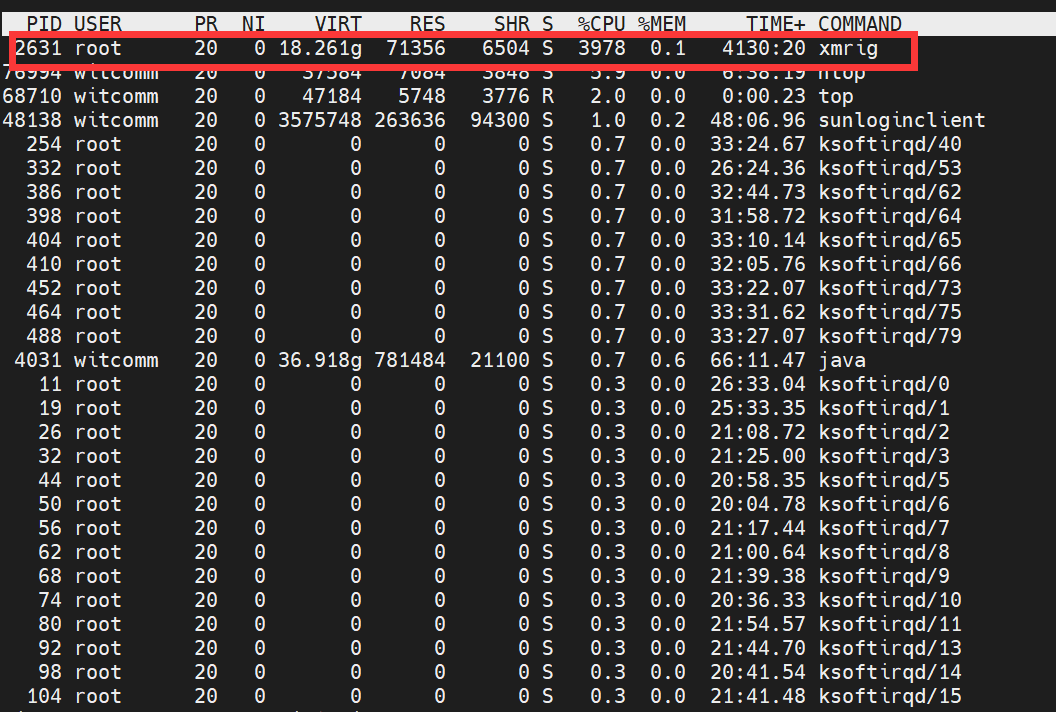 PID USER PR NI VIRT RES SHR S %CPU %MEM TIME+ COMMAND
2631 root 20 0 18.261g 71356 6504 S 3978 0.1 4130:20 xmrig
76994 witcomm 20 0 37584 7084 3848 S 5.9 0.0 6:38.19 htop
68710 witcomm 20 0 47184 5748 3776 R 2.0 0.0 0:00.23 top
48138 witcomm 20 0 3575748 263636 94300 S 1.0 0.2 48:06.96 sunloginclient
254 root 20 0 0 0 0 S 0.7 0.0 33:24.67 ksoftirqd/40
332 root 20 0 0 0 0 S 0.7 0.0 26:24.36 ksoftirqd/53
386 root 20 0 0 0 0 S 0.7 0.0 32:44.73 ksoftirqd/62
398 root 20 0 0 0 0 S 0.7 0.0 31:58.72 ksoftirqd/64
404 root 20 0 0 0 0 S 0.7 0.0 33:10.14 ksoftirqd/65
410 root 20 0 0 0 0 S 0.7 0.0 32:05.76 ksoftirqd/66
452 root 20 0 0 0 0 S 0.7 0.0 33:22.07 ksoftirqd/73
464 root 20 0 0 0 0 S 0.7 0.0 33:31.62 ksoftirqd/75
488 root 20 0 0 0 0 S 0.7 0.0 33:27.07 ksoftirqd/79
4031 witcomm 20 0 36.918g 781484 21100 S 0.7 0.6 66:11.47 java
11 root 20 0 0 0 0 S 0.3 0.0 26:33.04 ksoftirqd/0
19 root 20 0 0 0 0 S 0.3 0.0 25:33.35 ksoftirqd/1
26 root 20 0 0 0 0 S 0.3 0.0 21:08.72 ksoftirqd/2
32 root 20 0 0 0 0 S 0.3 0.0 21:25.00 ksoftirqd/3
44 root 20 0 0 0 0 S 0.3 0.0 20:58.35 ksoftirqd/5
50 root 20 0 0 0 0 S 0.3 0.0 20:04.78 ksoftirqd/6
56 root 20 0 0 0 0 S 0.3 0.0 21:17.44 ksoftirqd/7
62 root 20 0 0 0 0 S 0.3 0.0 21:00.64 ksoftirqd/8
68 root 20 0 0 0 0 S 0.3 0.0 21:39.38 ksoftirqd/9
74 root 20 0 0 0 0 S 0.3 0.0 20:36.33 ksoftirqd/10
80 root 20 0 0 0 0 S 0.3 0.0 21:54.57 ksoftirqd/11
92 root 20 0 0 0 0 S 0.3 0.0 21:44.70 ksoftirqd/13
98 root 20 0 0 0 0 S 0.3 0.0 20:41.54 ksoftirqd/14
104 root 20 0 0 0 0 S 0.3 0.0 21:41.48 ksoftirqd/15